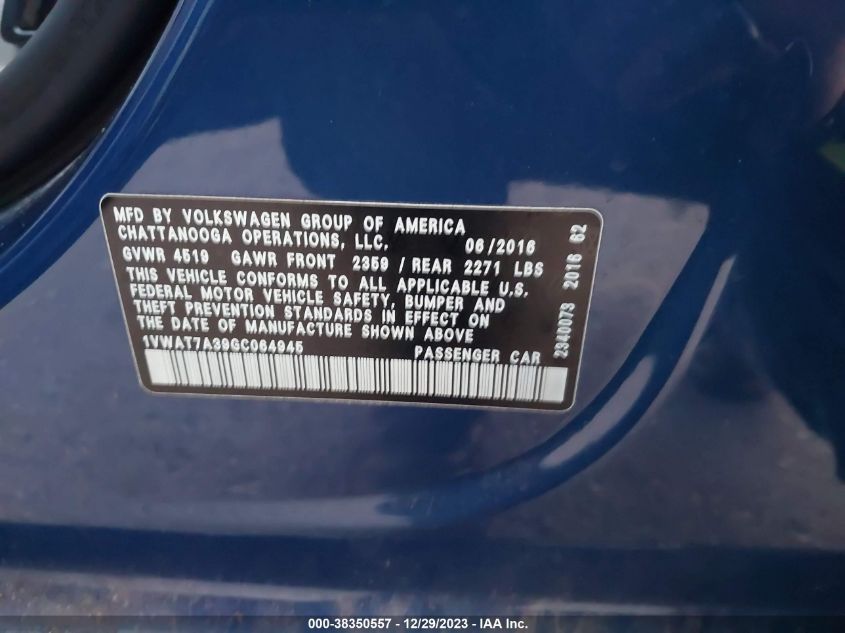 MFD BY VOLKSWAGEN GROUP OF AMERICA
CHATTANOOGA OPERATIONS, LLC. 06/2016
GVWR 4519 GAWR FRONT 2359 / REAR 2271 LBS
THIS VEHICLE CONFORMS TO ALL APPLICABLE U.S.
FEDERAL MOTOR VEHICLE SAFETY, BUMPER AND
THEFT PREVENTION STANDARDS IN EFFECT ON
THE DATE OF MANUFACTURE SHOWN ABOVE
1VWAT7A39GC064945 PASSENGER CAR
2340073 2016 62
000-38350557 - 12/29/2023 - IAA Inc.